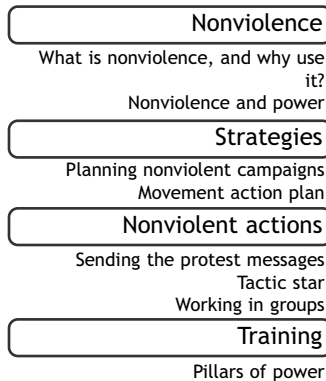 Nonviolence
What is nonviolence, and why use
it?
Nonviolence and power
Strategies
Planning nonviolent campaigns
Movement action plan
Nonviolent actions
Sending the protest messages
Tactic star
Working in groups
Training
Pillars of power